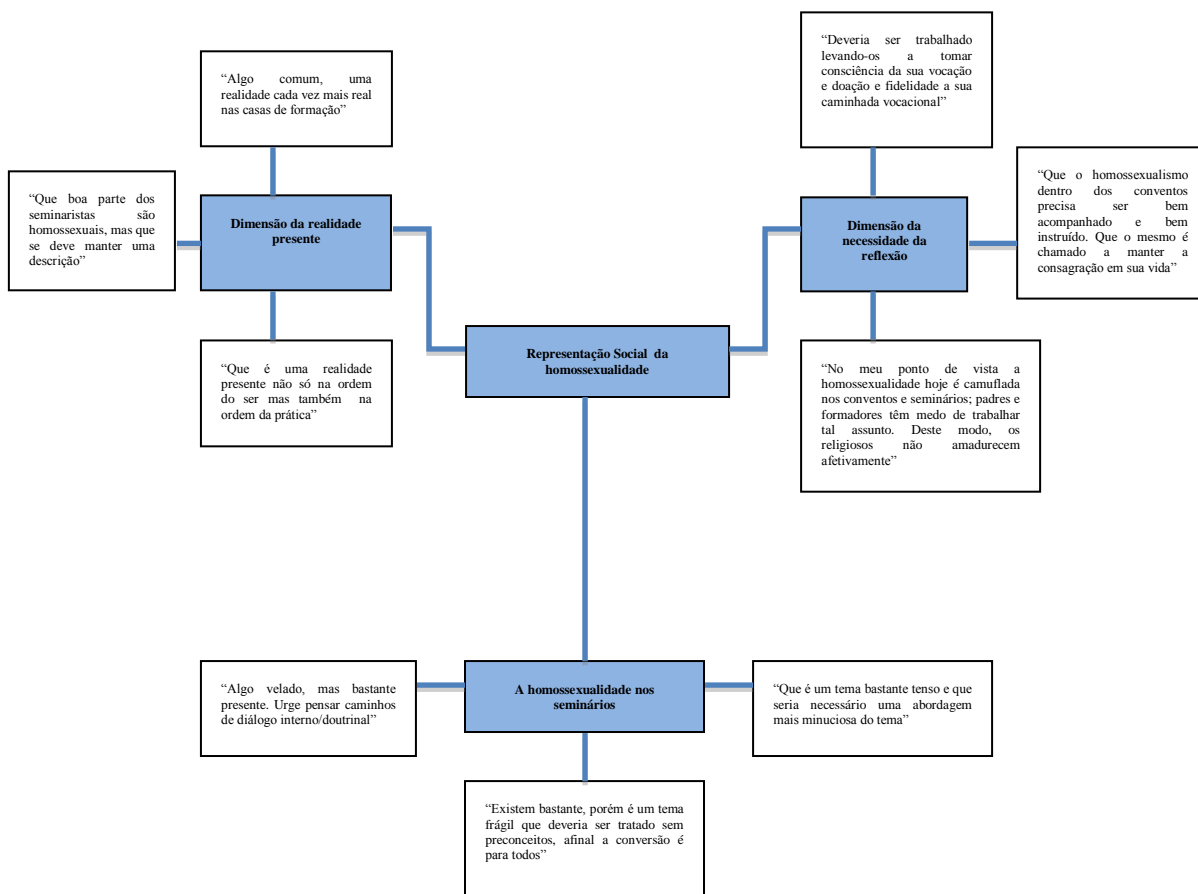 “Algo comum, uma
realidade cada vez mais real
nas casas de formação”
“Deveria ser trabalhado
levando-os a tomar
consciência da sua vocação
e doação e fidelidade a sua
caminhada vocacional”
“Que boa parte dos
seminaristas são
homossexuais, mas que
se deve manter uma
descrição”
Dimensão da realidade
presente
Dimensão da
necessidade da
reflexão
“Que o homossexualismo
dentro dos conventos
precisa ser bem
acompanhado e bem
instruído. Que o mesmo é
chamado a manter a
consagração em sua vida”
Representação Social da
homossexualidade
“Que é uma realidade
presente não só na ordem
do ser mas também na
ordem da prática”
“No meu ponto de vista a
homossexualidade hoje é camuflada
nos conventos e seminários; padres e
formadores têm medo de trabalhar
tal assunto. Deste modo, os
religiosos não amadurecem
afetivamente”
“Algo velado, mas bastante
presente. Urge pensar caminhos
de diálogo interno/doutrinal”
A homossexualidade nos
seminários
“Que é um tema bastante tenso e que
seria necessário uma abordagem
mais minuciosa do tema”
“Existem bastante, porém é um tema
frágil que deveria ser tratado sem
preconceitos, afinal a conversão é
para todos”